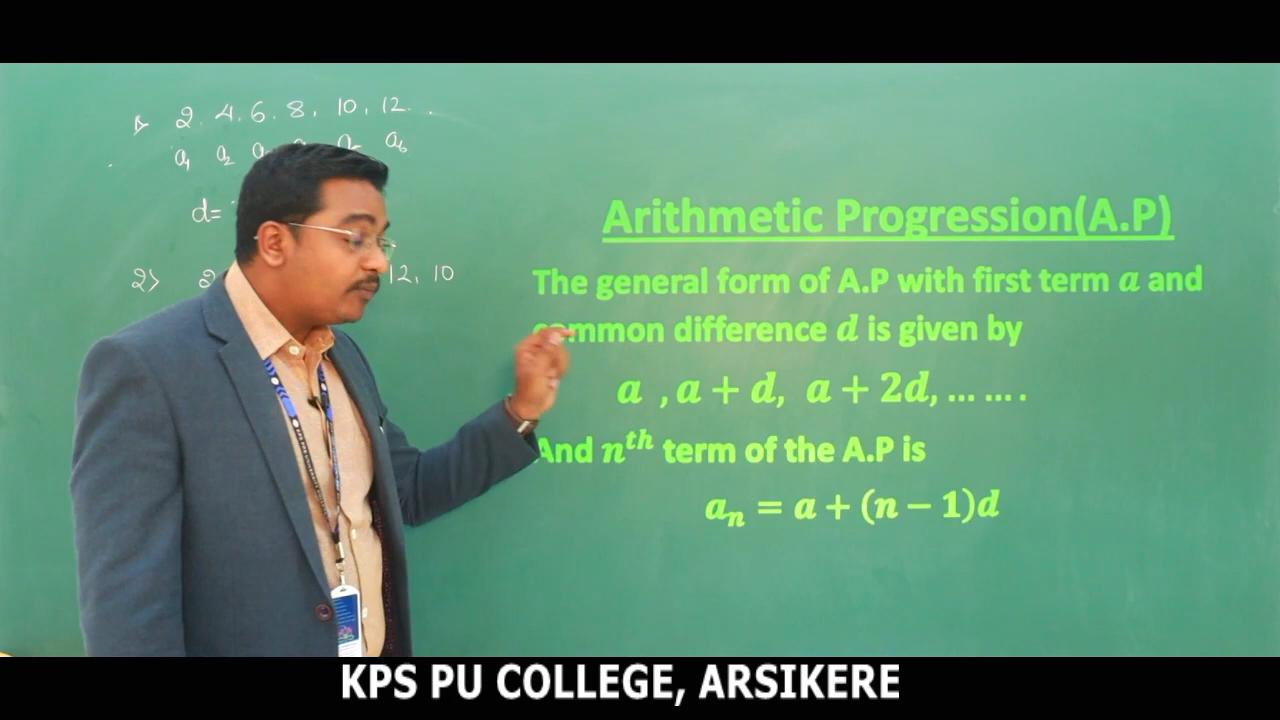 1) 2, 4, 6, 8, 10, 12 ..
a₁ a₂ a₆
d=
2) 12, 10
Arithmetic Progression(A.P)
The general form of A.P with first term a and
common difference d is given by
a , a + d, a + 2d, ... ... .
And nᵗʰ term of the A.P is
aₙ = a + (n − 1)d
KPS PU COLLEGE, ARSIKERE